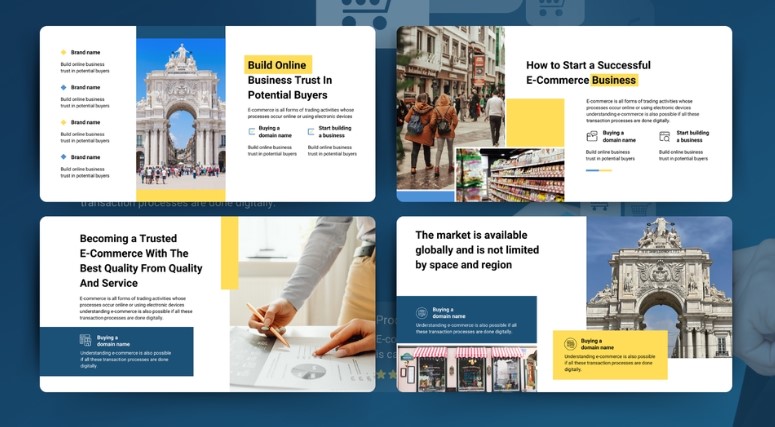 Brand name
Build online business
trust in potential buyers
Brand name
Build online business
trust in potential buyers
Brand name
Build online business
trust in potential buyers
Brand name
Build online business
trust in potential buyers
Build Online
Business Trust In
Potential Buyers
E-commerce is all forms of trading activities whose
processes occur online or using electronic devices
Buying a
domain name
Build online business
trust in potential buyers
Start building
a business
Build online business
trust in potential buyers
How to Start a Successful
E-Commerce Business
E-commerce is all forms of trading activities whose
processes occur online or using electronic devices
understanding e-commerce is also possible if all these
transaction processes are done digitally.
Buying a
domain name
Build online business
trust in potential buyers
Start building
a business
Build online business
trust in potential buyers
transaction processes are done digitally.
Becoming a Trusted
E-Commerce With The
Best Quality From Quality
And Service
E-commerce is all forms of trading activities whose
processes occur online or using electronic devices
understanding e-commerce is also possible if all these
transaction processes are done digitally.
Buying a
domain name
Understanding e-commerce is also possible
if all these transaction processes are done
digitally
The market is available
globally and is not limited
by space and region
Buying a
domain name
Understanding e-commerce is also possible if all
these transaction processes are done digitally.
Buying a
domain name
Understanding e-commerce is also possible
if all these transaction processes are done
digitally